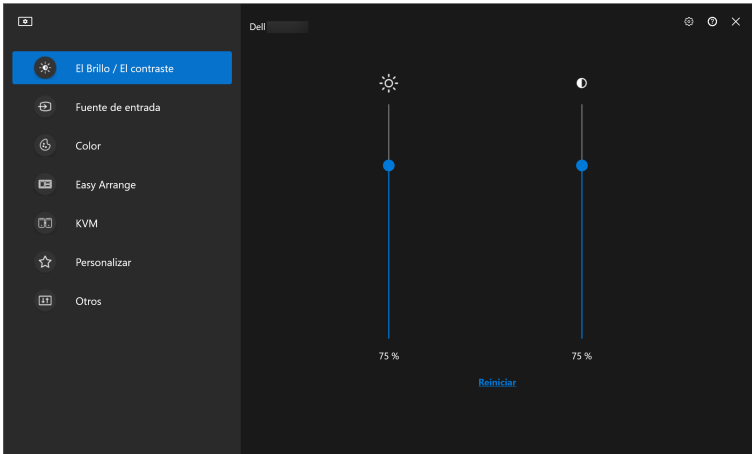 Dell
El Brillo / El contraste
Fuente de entrada
Color
Easy Arrange
KVM
Personalizar
Otros
75 %
75 %
Reiniciar